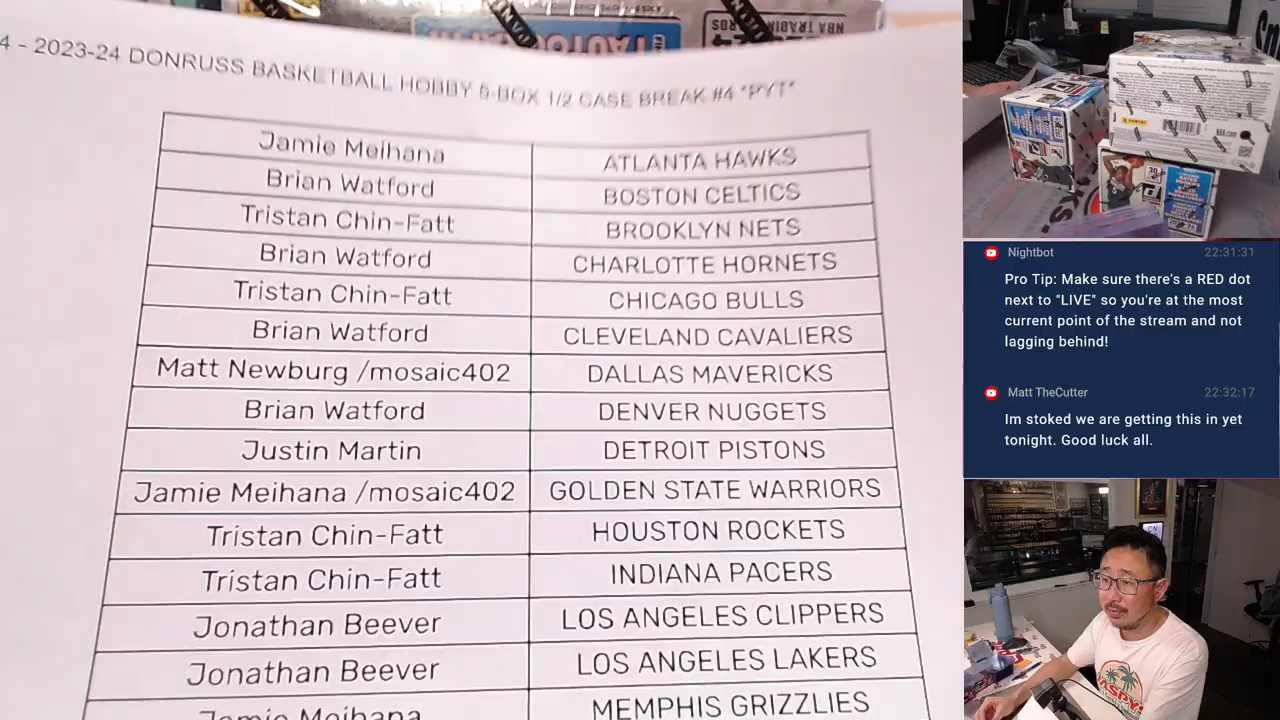 4 - 2023-24 DONRUSS BASKETBALL HOBBY 5-BOX 1/2 CASE BREAK #4 "PYT"
Jamie Meihana ATLANTA HAWKS
Brian Watford BOSTON CELTICS
Tristan Chin-Fatt BROOKLYN NETS
Brian Watford CHARLOTTE HORNETS
Tristan Chin-Fatt CHICAGO BULLS
Brian Watford CLEVELAND CAVALIERS
Matt Newburg /mosaic402 DALLAS MAVERICKS
Brian Watford DENVER NUGGETS
Justin Martin DETROIT PISTONS
Jamie Meihana /mosaic402 GOLDEN STATE WARRIORS
Tristan Chin-Fatt HOUSTON ROCKETS
Tristan Chin-Fatt INDIANA PACERS
Jonathan Beever LOS ANGELES CLIPPERS
Jonathan Beever LOS ANGELES LAKERS
Jamie Meihana MEMPHIS GRIZZLIES
Nightbot 22:31:31
Pro Tip: Make sure there's a RED dot
next to "LIVE" so you're at the most
current point of the stream and not
lagging behind!
Matt TheCutter 22:32:17
Im stoked we are getting this in yet
tonight. Good luck all.